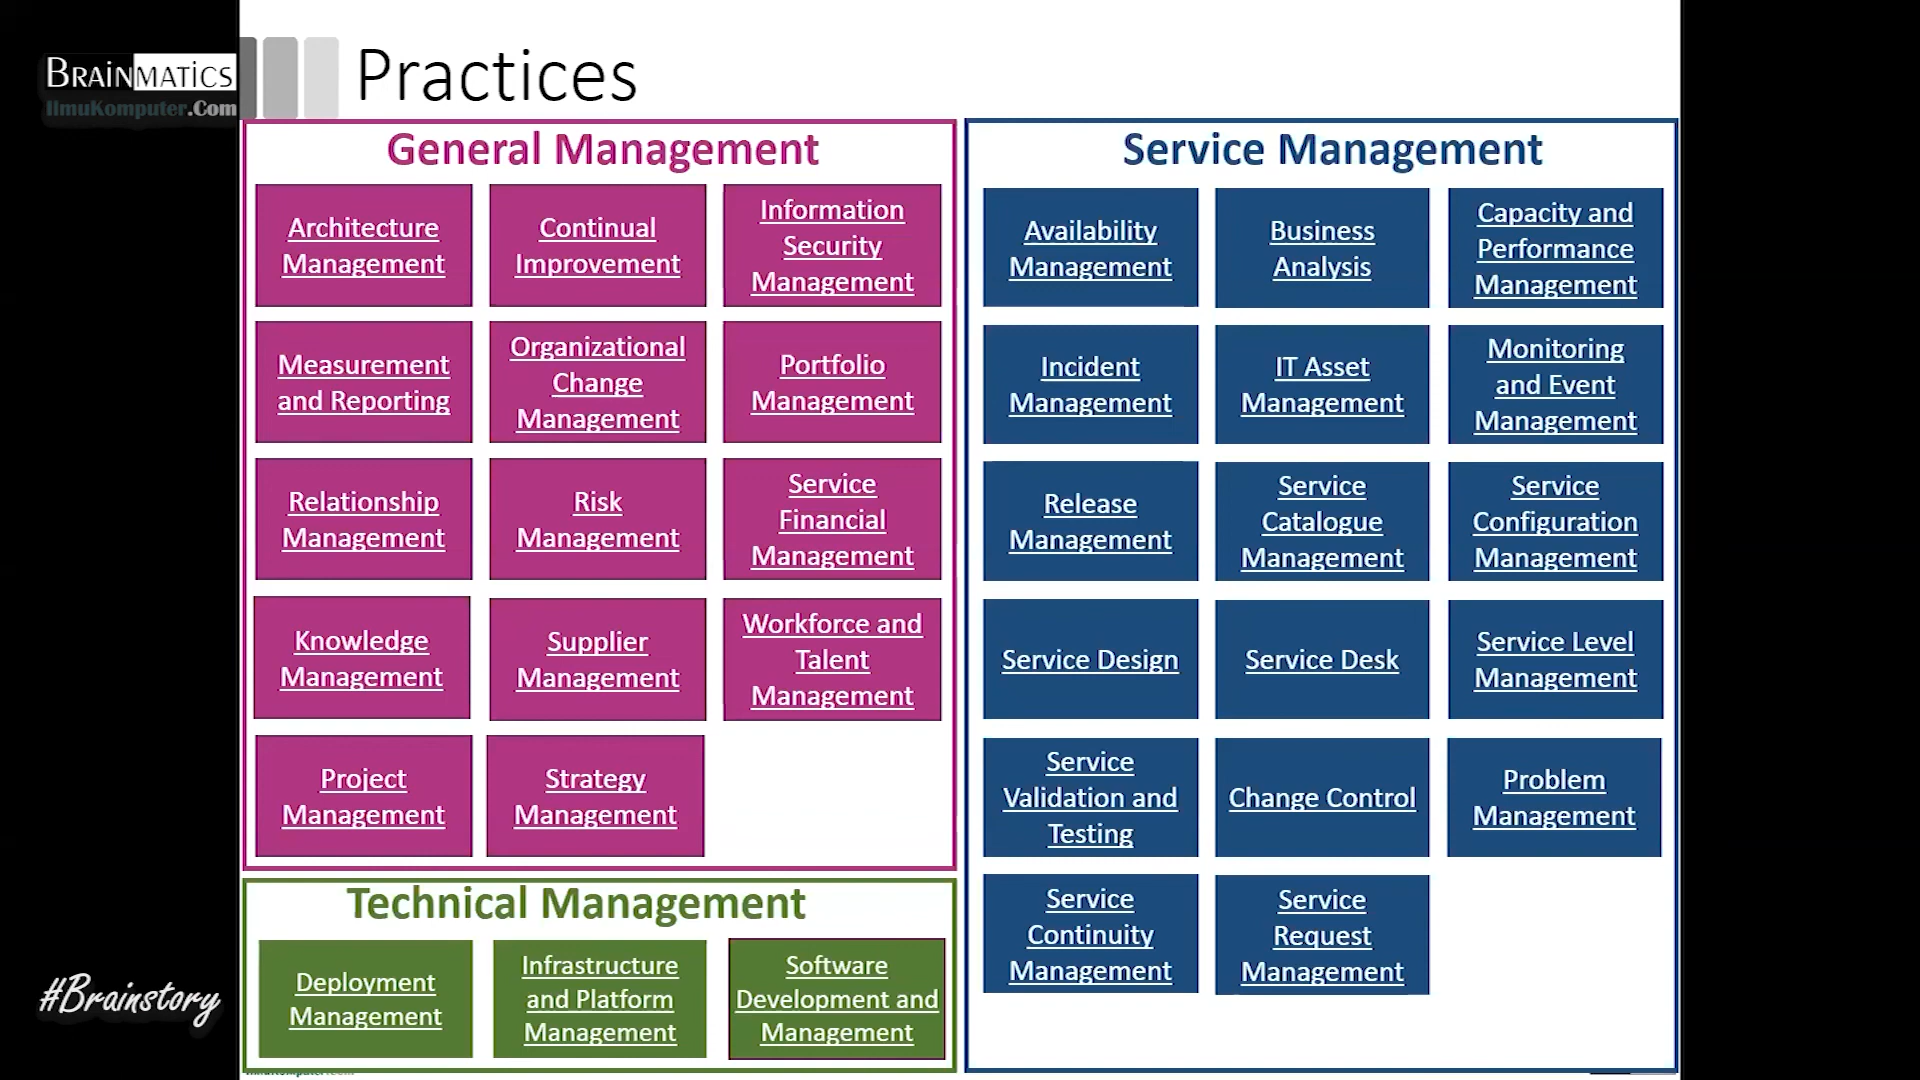 BRAINMATICS
IlmuKomputer.Com
Practices
General Management
Architecture
Management
Continual
Improvement
Information
Security
Management
Measurement
and Reporting
Organizational
Change
Management
Portfolio
Management
Relationship
Management
Risk
Management
Service
Financial
Management
Knowledge
Management
Supplier
Management
Workforce and
Talent
Management
Project
Management
Strategy
Management
Technical Management
Deployment
Management
Infrastructure
and Platform
Management
Software
Development and
Management
Service Management
Availability
Management
Business
Analysis
Capacity and
Performance
Management
Incident
Management
IT Asset
Management
Monitoring
and Event
Management
Release
Management
Service
Catalogue
Management
Service
Configuration
Management
Service Design
Service Desk
Service Level
Management
Service
Validation and
Testing
Change Control
Problem
Management
Service
Continuity
Management
Service
Request
Management
#Brainstory